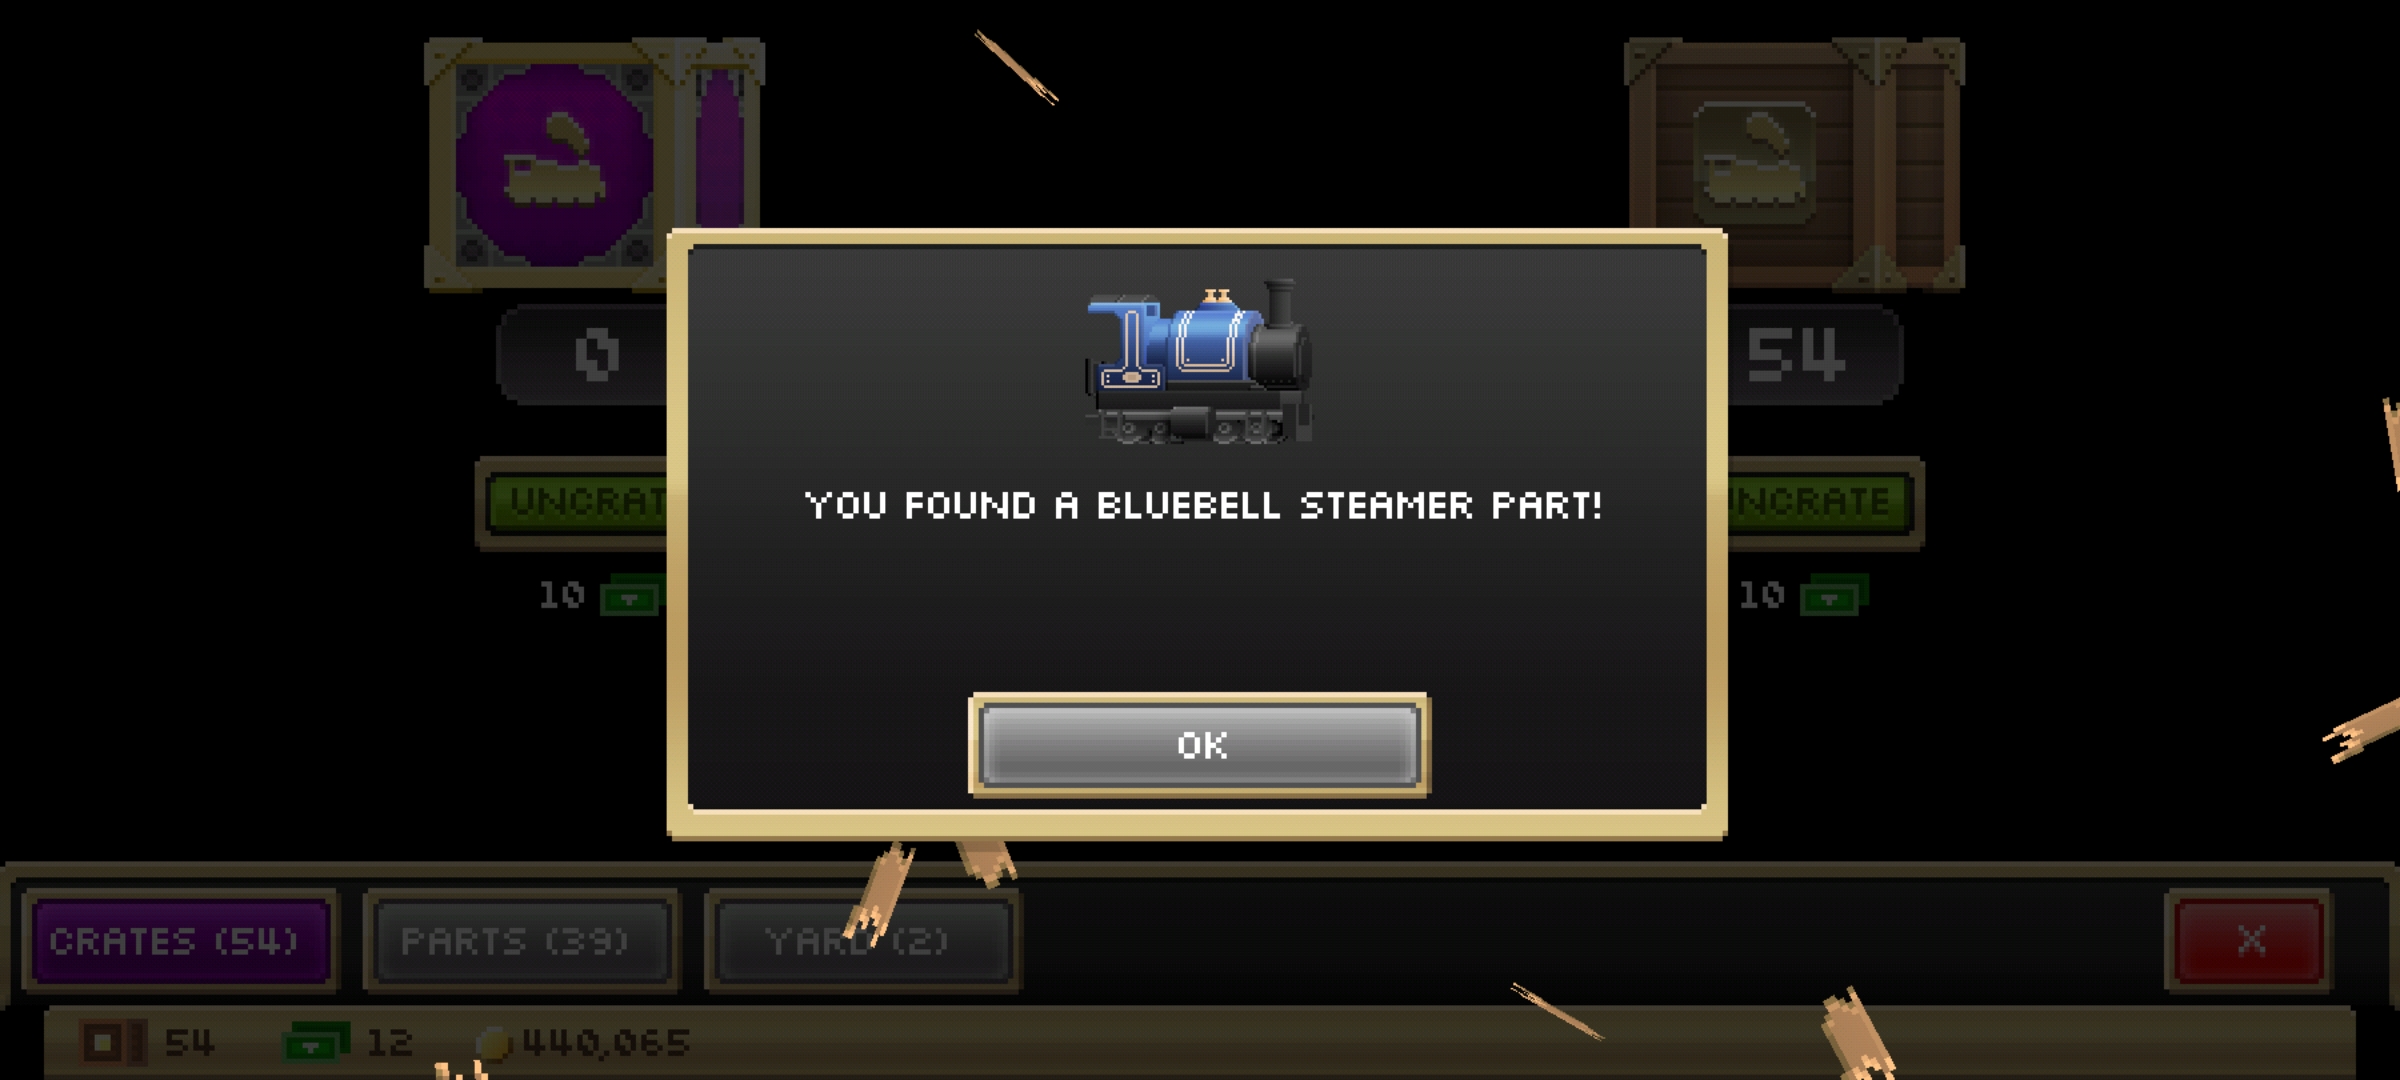 0
54
UNCRAT
NCRATE
10
10
YOU FOUND A BLUEBELL STEAMER PART!
OK
CRATES (54)
PARTS (39)
YARD (2)
X
54
12
440,065